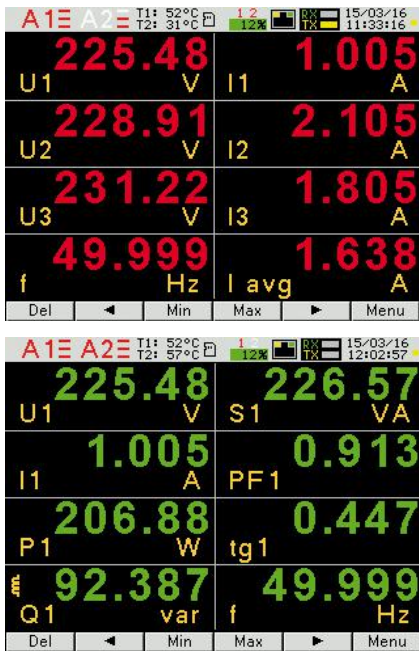 A1 A2 T1: 52°C T2: 31°C 1 2 12% RX TX 15/03/16 11:33:16
225.48 1.005
U1 V I1 A
228.91 2.105
U2 V I2 A
231.22 1.805
U3 V I3 A
49.999 1.638
f Hz I avg A
Del ◄ Min Max ► Menu
A1 A2 T1: 52°C T2: 57°C 1 2 12% RX TX 15/03/16 12:02:57
225.48 226.57
U1 V S1 VA
1.005 0.913
I1 A PF1
206.88 0.447
P1 W tg1
92.387 49.999
Q1 var f Hz
Del ◄ Min Max ► Menu